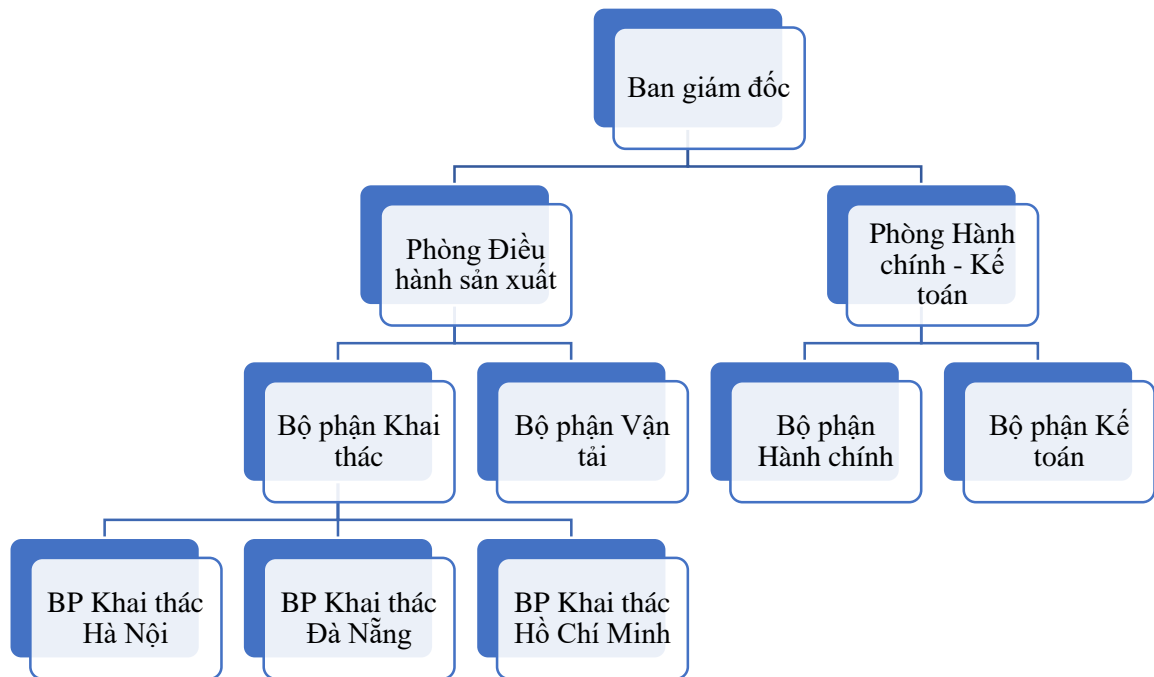 Ban giám đốc
Phòng Điều
hành sản xuất
Phòng Hành
chính - Kế
toán
Bộ phận Khai
thác
Bộ phận Vận
tải
Bộ phận
Hành chính
Bộ phận Kế
toán
BP Khai thác
Hà Nội
BP Khai thác
Đà Nẵng
BP Khai thác
Hồ Chí Minh